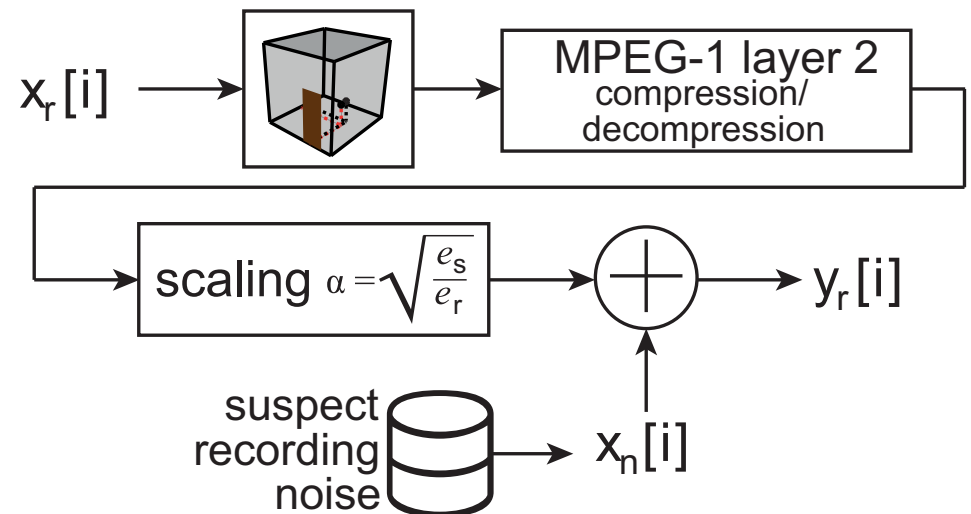 x_r[i]
MPEG-1 layer 2
compression/
decompression
scaling α = √(e_s/e_r)
y_r[i]
suspect
recording
noise
x_n[i]